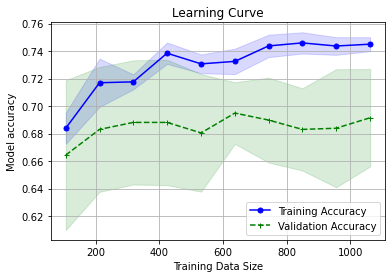 Learning Curve
0.76
0.74
0.72
0.70
0.68
0.66
0.64
0.62
Model accuracy
200
400
600
800
1000
Training Data Size
Training Accuracy
Validation Accuracy